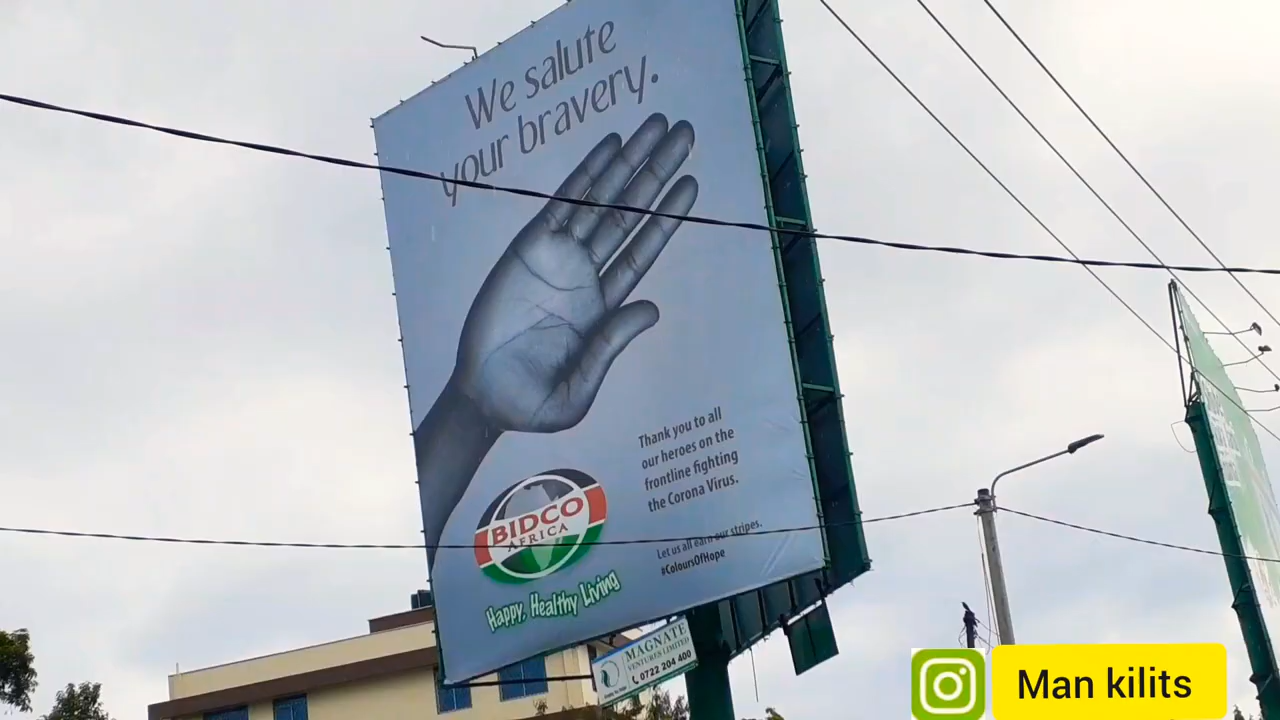 We salute
your bravery.
Thank you to all
our heroes on the
frontline fighting
the Corona Virus.
Let us all earn our stripes.
#ColoursOfHope
BIDCO
AFRICA
Happy, Healthy Living
MAGNATE
VENTURES LIMITED
0722 204 400
Man kilits